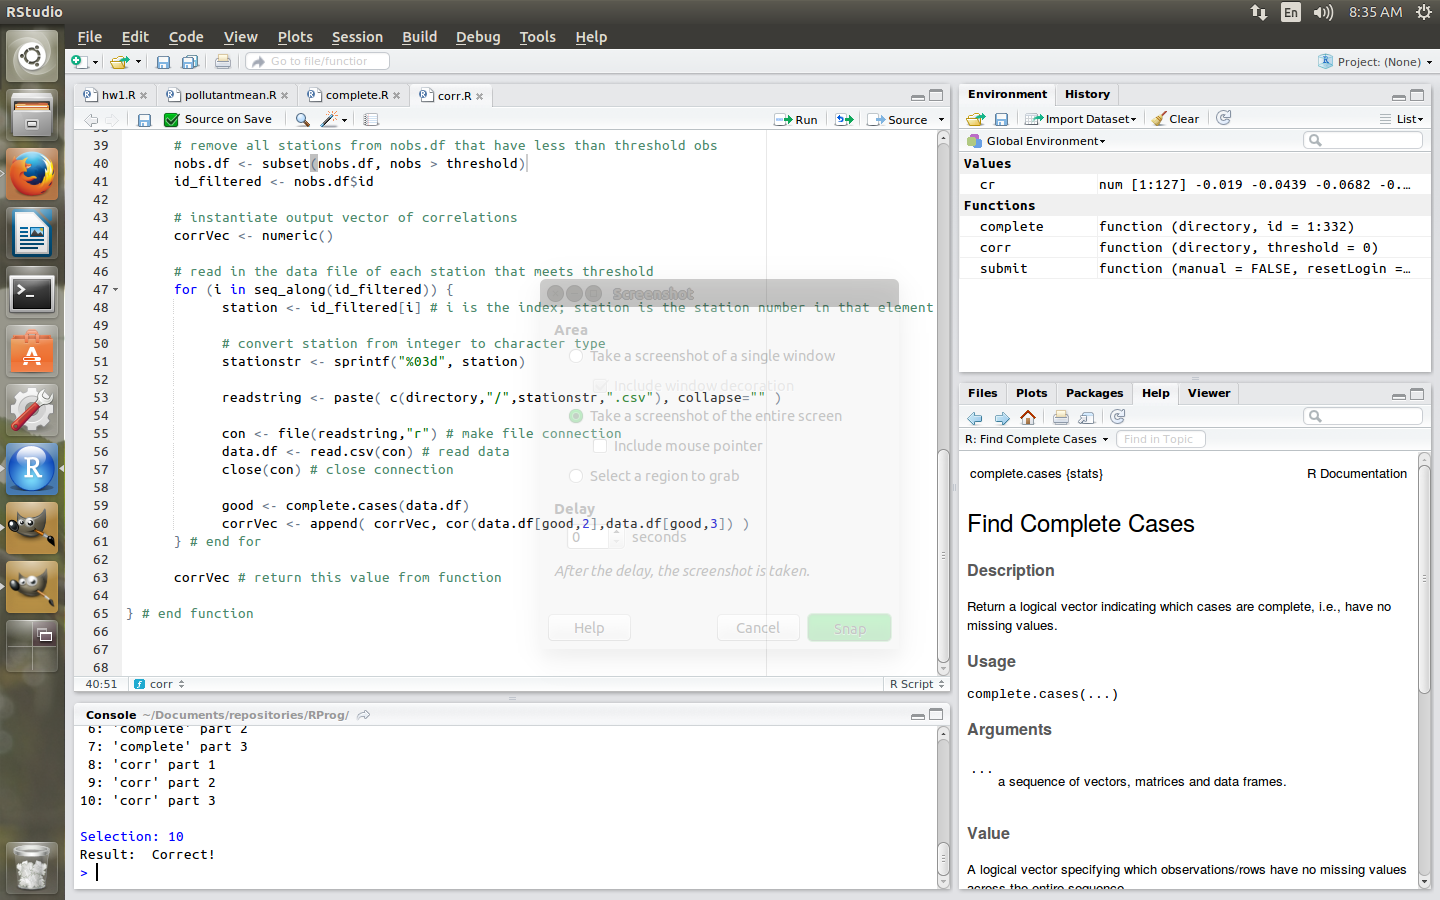 RStudio
En
8:35 AM
File Edit Code View Plots Session Build Debug Tools Help
Go to file/function
Project: (None)
hw1.R
pollutantmean.R
complete.R
corr.R
Source on Save
Run
Source
39 # remove all stations from nobs.df that have less than threshold obs
40 nobs.df <- subset(nobs.df, nobs > threshold)
41 id_filtered <- nobs.df$id
42
43 # instantiate output vector of correlations
44 corrVec <- numeric()
45
46 # read in the data file of each station that meets threshold
47 for (i in seq_along(id_filtered)) {
48 station <- id_filtered[i] # i is the index; station is the station number in that element
49
50 # convert station from integer to character type
51 stationstr <- sprintf("%03d", station)
52
53 readstring <- paste( c(directory,"/",stationstr,".csv"), collapse="" )
54
55 con <- file(readstring,"r") # make file connection
56 data.df <- read.csv(con) # read data
57 close(con) # close connection
58
59 good <- complete.cases(data.df)
60 corrVec <- append( corrVec, cor(data.df[good,2],data.df[good,3]) )
61 } # end for
62
63 corrVec # return this value from function
64
65 } # end function
66
67
68
40:51
corr
R Script
Screenshot
Area
Take a screenshot of a single window
Include window decoration
Take a screenshot of the entire screen
Include mouse pointer
Select a region to grab
Delay
0 seconds
After the delay, the screenshot is taken.
Help
Cancel
Snap
Console ~/Documents/repositories/RProg/
6: 'complete' part 2
7: 'complete' part 3
8: 'corr' part 1
9: 'corr' part 2
10: 'corr' part 3
Selection: 10
Result: Correct!
>
Environment
History
Import Dataset
Clear
List
Global Environment
Values
cr num [1:127] -0.019 -0.0439 -0.0682 -0.…
Functions
complete function (directory, id = 1:332)
corr function (directory, threshold = 0)
submit function (manual = FALSE, resetLogin =…
Files
Plots
Packages
Help
Viewer
R: Find Complete Cases
Find in Topic
complete.cases {stats}
R Documentation
Find Complete Cases
Description
Return a logical vector indicating which cases are complete, i.e., have no
missing values.
Usage
complete.cases(...)
Arguments
...
a sequence of vectors, matrices and data frames.
Value
A logical vector specifying which observations/rows have no missing values
across the entire sequence